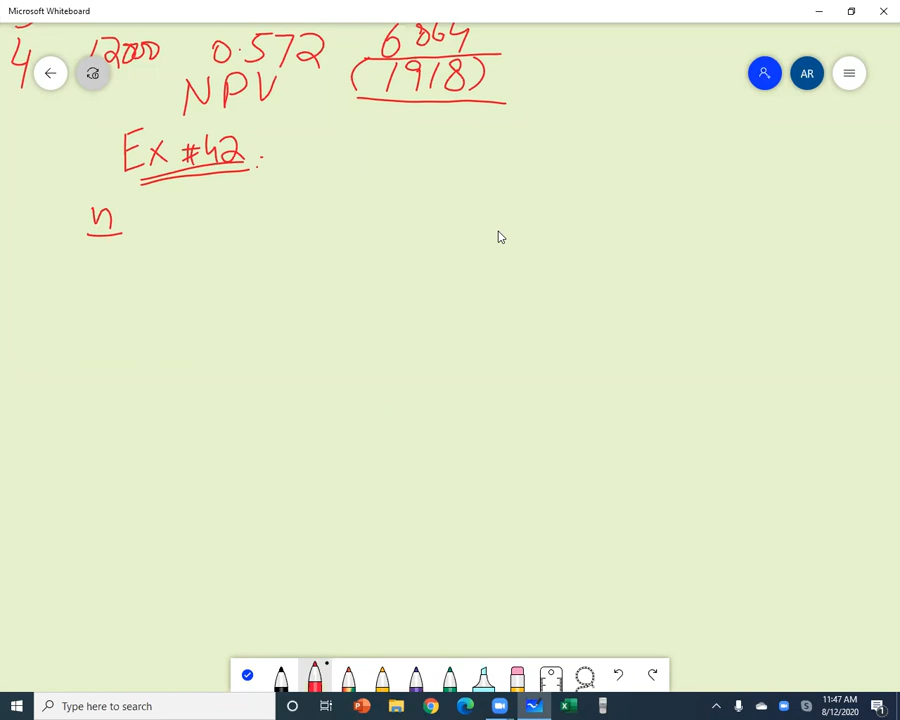 Microsoft Whiteboard
4 12000 0.572 6864
NPV (1918)
AR
Ex #42 :
n
Type here to search
11:47 AM
8/12/2020